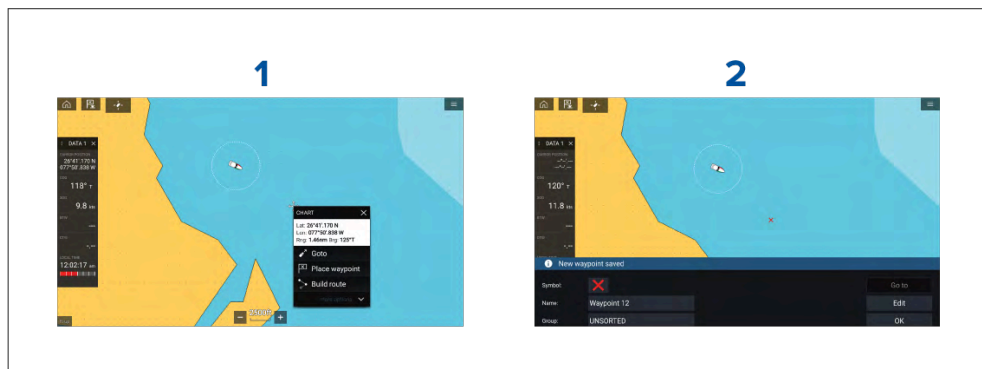 1
2
DATA 1
26°41'.170 N
077°50'.838 W
118° T
9.8 kts
LOCAL TIME
12:02:17
CHART
Lat: 26°41'.170 N
Lon: 077°50'.838 W
Rng: 1.46nm Brg: 125°T
Goto
Place waypoint
Build route
DATA 1
120° T
11.8 kts
New waypoint saved
Symbol:
Go to
Name:
Waypoint 12
Edit
Group:
UNSORTED
OK